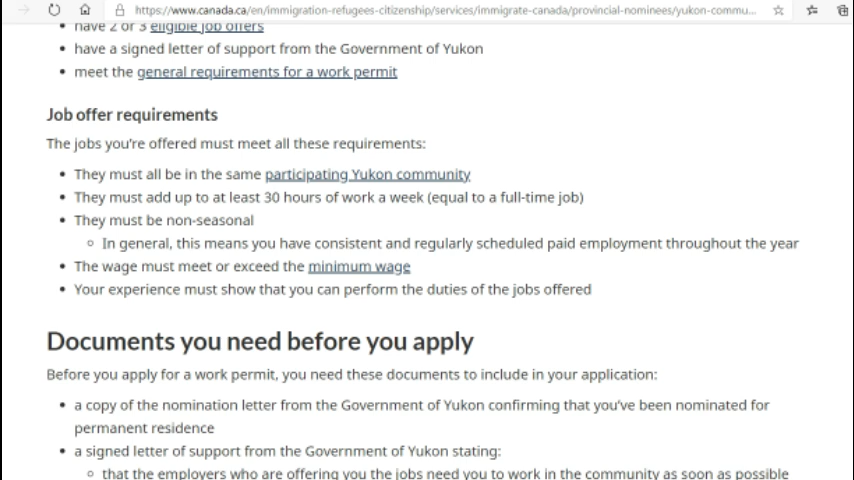 https://www.canada.ca/en/immigration-refugees-citizenship/services/immigrate-canada/provincial-nominees/yukon-commu...
have 2 or 3 eligible job offers
have a signed letter of support from the Government of Yukon
meet the general requirements for a work permit
Job offer requirements
The jobs you're offered must meet all these requirements:
They must all be in the same participating Yukon community
They must add up to at least 30 hours of work a week (equal to a full-time job)
They must be non-seasonal
In general, this means you have consistent and regularly scheduled paid employment throughout the year
The wage must meet or exceed the minimum wage
Your experience must show that you can perform the duties of the jobs offered
Documents you need before you apply
Before you apply for a work permit, you need these documents to include in your application:
a copy of the nomination letter from the Government of Yukon confirming that you've been nominated for
permanent residence
a signed letter of support from the Government of Yukon stating:
that the employers who are offering you the jobs need you to work in the community as soon as possible